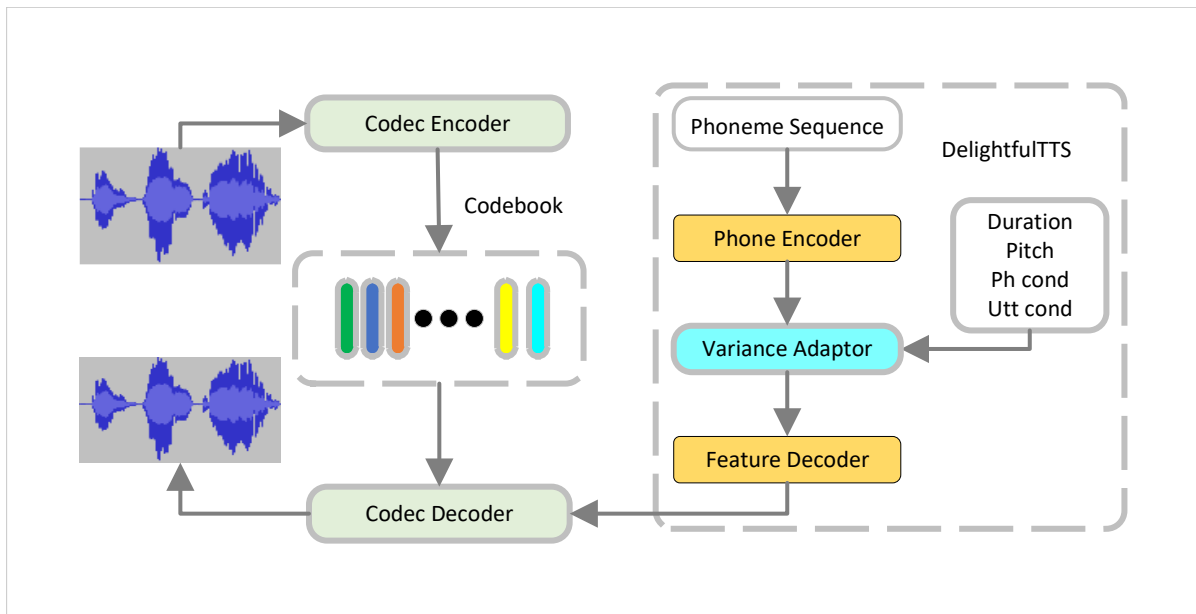 Codec Encoder
Codebook
Codec Decoder
Phoneme Sequence
DelightfulTTS
Phone Encoder
Duration
Pitch
Ph cond
Utt cond
Variance Adaptor
Feature Decoder